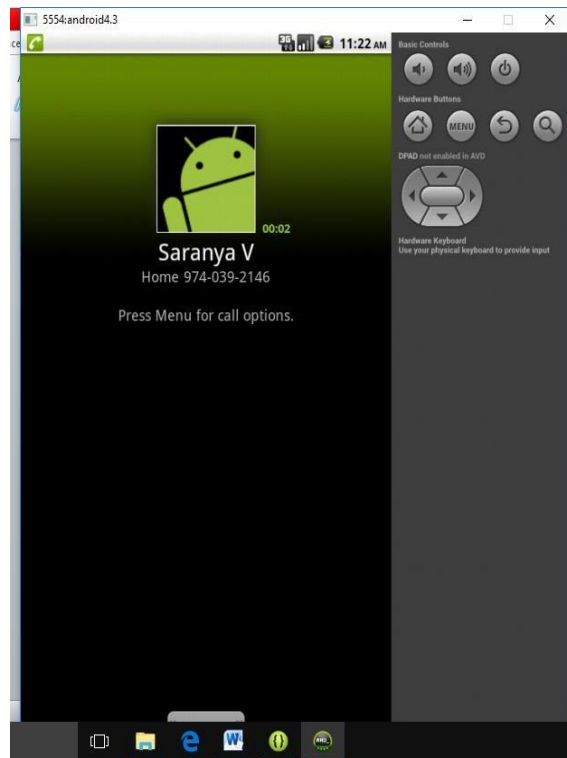 5554:android4.3
3G
11:22 AM
Basic Controls
Hardware Buttons
MENU
DPAD not enabled in AVD
Hardware Keyboard
Use your physical keyboard to provide input
00:02
Saranya V
Home 974-039-2146
Press Menu for call options.